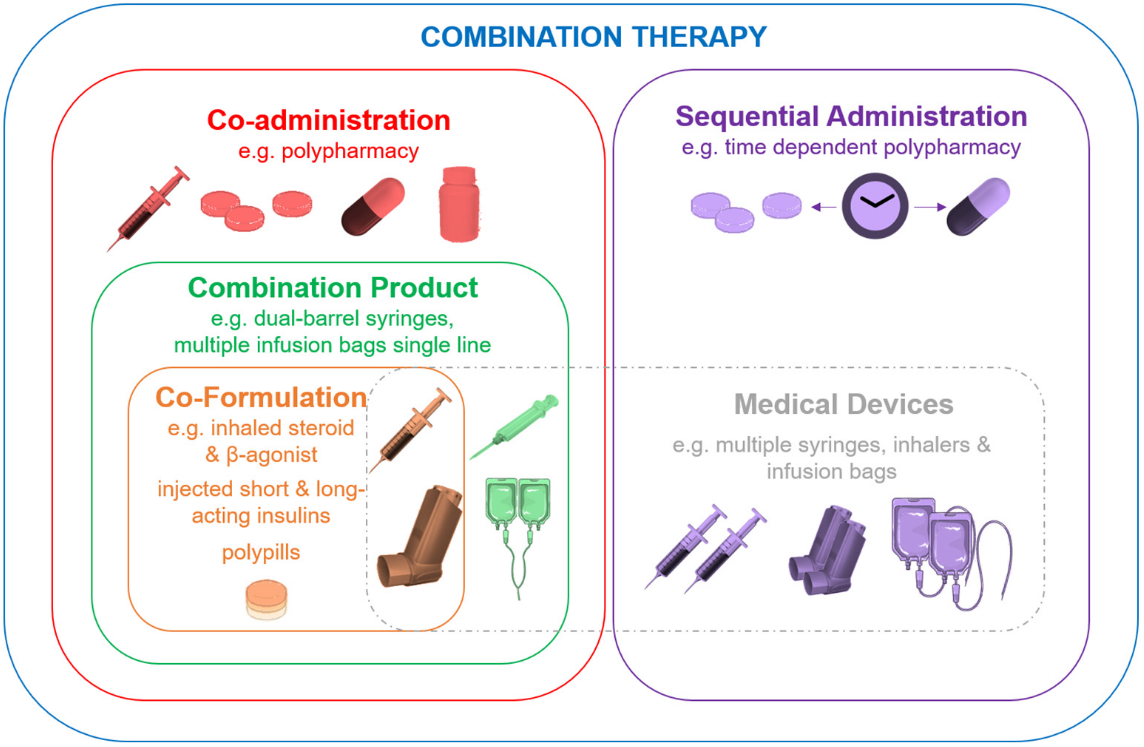 COMBINATION THERAPY
Co-administration
e.g. polypharmacy
Sequential Administration
e.g. time dependent polypharmacy
Combination Product
e.g. dual-barrel syringes,
multiple infusion bags single line
Co-Formulation
e.g. inhaled steroid
& β-agonist
injected short & long-
acting insulins
polypills
Medical Devices
e.g. multiple syringes, inhalers &
infusion bags